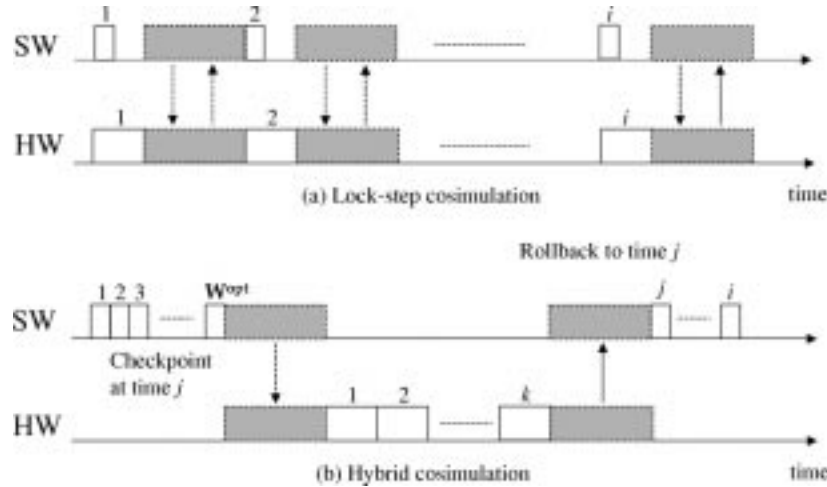 1 2 i
SW
1 2 i
HW
(a) Lock-step cosimulation time
Rollback to time j
1 2 3 W^opt j i
SW
Checkpoint
at time j
1 2 k
HW
(b) Hybrid cosimulation time